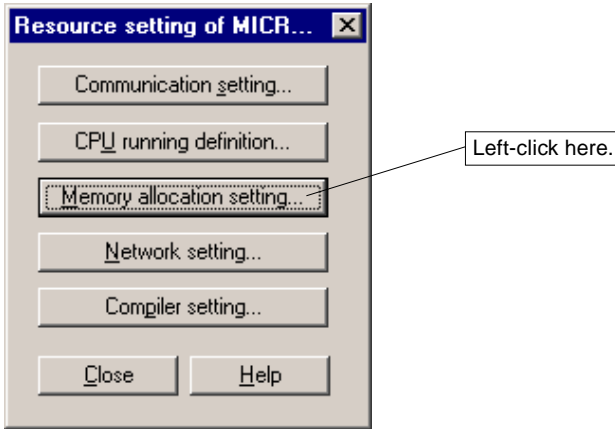 Resource setting of MICR...
Communication setting...
CPU running definition...
Left-click here.
Memory allocation setting...
Network setting...
Compiler setting...
Close
Help